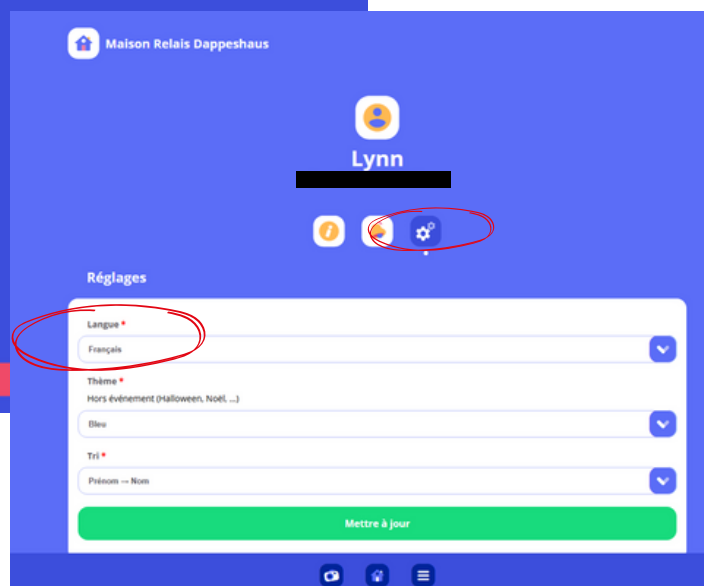 Maison Relais Dappeshaus
Lynn
Réglages
Langue *
Français
Thème *
Hors événement (Halloween, Noël, ...)
Bleu
Tri *
Prénom → Nom
Mettre à jour